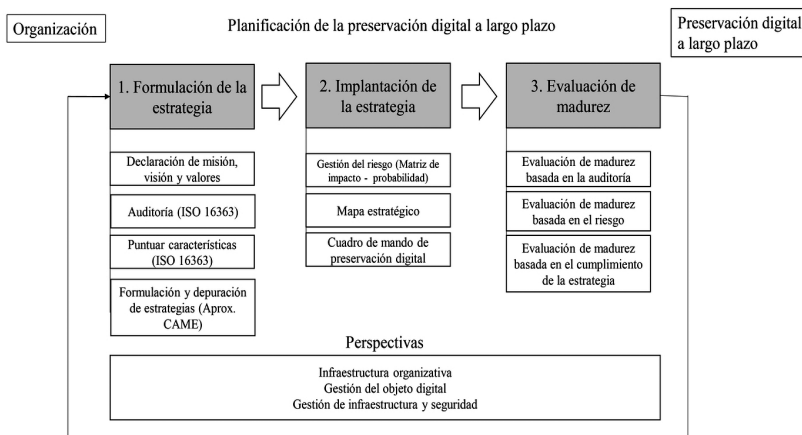 Organización
Planificación de la preservación digital a largo plazo
Preservación digital
a largo plazo
1. Formulación de la
estrategia
2. Implantación de
la estrategia
3. Evaluación de
madurez
Declaración de misión,
visión y valores
Auditoría (ISO 16363)
Puntuar características
(ISO 16363)
Formulación y depuración
de estrategias (Aprox.
CAME)
Gestión del riesgo (Matriz de
impacto - probabilidad)
Mapa estratégico
Cuadro de mando de
preservación digital
Evaluación de madurez
basada en la auditoría
Evaluación de madurez
basada en el riesgo
Evaluación de madurez
basada en el cumplimiento
de la estrategia
Perspectivas
Infraestructura organizativa
Gestión del objeto digital
Gestión de infraestructura y seguridad